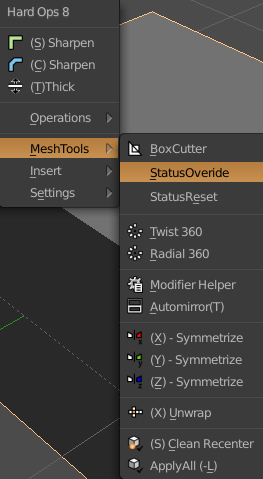 Hard Ops 8
(S) Sharpen
(C) Sharpen
(T)Thick
Operations
MeshTools
Insert
Settings
BoxCutter
StatusOveride
StatusReset
Twist 360
Radial 360
Modifier Helper
Automirror(T)
(X) - Symmetrize
(Y) - Symmetrize
(Z) - Symmetrize
(X) Unwrap
(S) Clean Recenter
ApplyAll (-L)